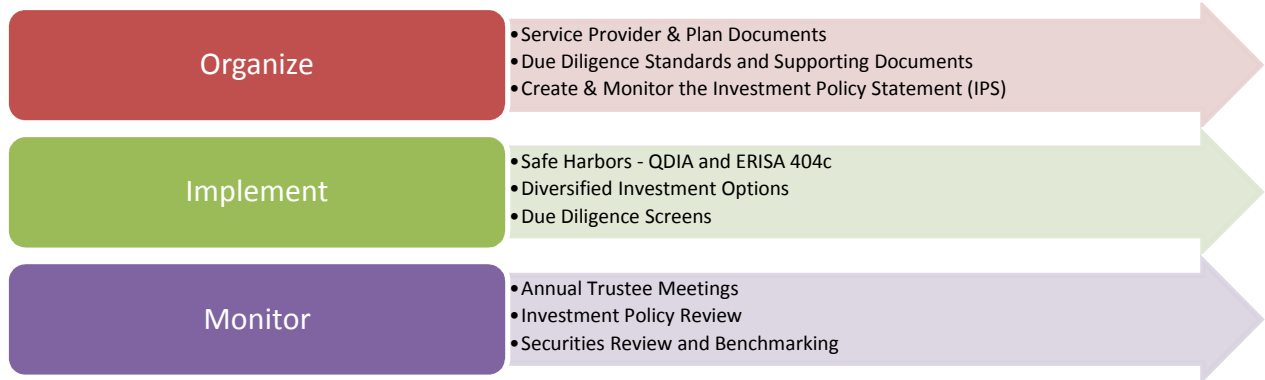 Organize
•Service Provider & Plan Documents
•Due Diligence Standards and Supporting Documents
•Create & Monitor the Investment Policy Statement (IPS)
Implement
•Safe Harbors - QDIA and ERISA 404c
•Diversified Investment Options
•Due Diligence Screens
Monitor
•Annual Trustee Meetings
•Investment Policy Review
•Securities Review and Benchmarking